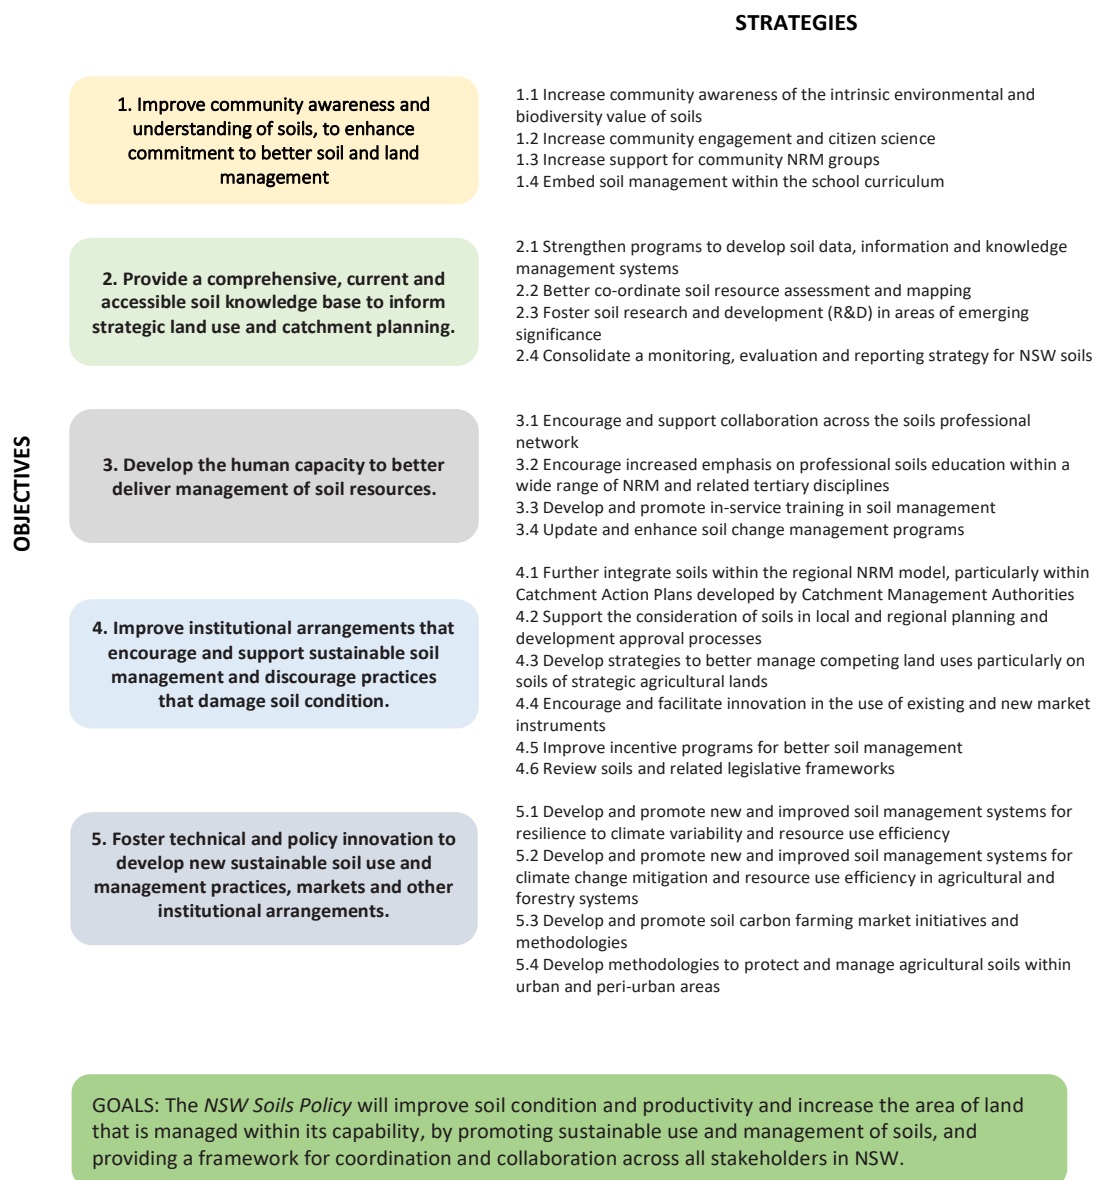 STRATEGIES
OBJECTIVES
1. Improve community awareness and
understanding of soils, to enhance
commitment to better soil and land
management
1.1 Increase community awareness of the intrinsic environmental and
biodiversity value of soils
1.2 Increase community engagement and citizen science
1.3 Increase support for community NRM groups
1.4 Embed soil management within the school curriculum
2. Provide a comprehensive, current and
accessible soil knowledge base to inform
strategic land use and catchment planning.
2.1 Strengthen programs to develop soil data, information and knowledge
management systems
2.2 Better co-ordinate soil resource assessment and mapping
2.3 Foster soil research and development (R&D) in areas of emerging
significance
2.4 Consolidate a monitoring, evaluation and reporting strategy for NSW soils
3. Develop the human capacity to better
deliver management of soil resources.
3.1 Encourage and support collaboration across the soils professional
network
3.2 Encourage increased emphasis on professional soils education within a
wide range of NRM and related tertiary disciplines
3.3 Develop and promote in-service training in soil management
3.4 Update and enhance soil change management programs
4. Improve institutional arrangements that
encourage and support sustainable soil
management and discourage practices
that damage soil condition.
4.1 Further integrate soils within the regional NRM model, particularly within
Catchment Action Plans developed by Catchment Management Authorities
4.2 Support the consideration of soils in local and regional planning and
development approval processes
4.3 Develop strategies to better manage competing land uses particularly on
soils of strategic agricultural lands
4.4 Encourage and facilitate innovation in the use of existing and new market
instruments
4.5 Improve incentive programs for better soil management
4.6 Review soils and related legislative frameworks
5. Foster technical and policy innovation to
develop new sustainable soil use and
management practices, markets and other
institutional arrangements.
5.1 Develop and promote new and improved soil management systems for
resilience to climate variability and resource use efficiency
5.2 Develop and promote new and improved soil management systems for
climate change mitigation and resource use efficiency in agricultural and
forestry systems
5.3 Develop and promote soil carbon farming market initiatives and
methodologies
5.4 Develop methodologies to protect and manage agricultural soils within
urban and peri-urban areas
GOALS: The NSW Soils Policy will improve soil condition and productivity and increase the area of land
that is managed within its capability, by promoting sustainable use and management of soils, and
providing a framework for coordination and collaboration across all stakeholders in NSW.